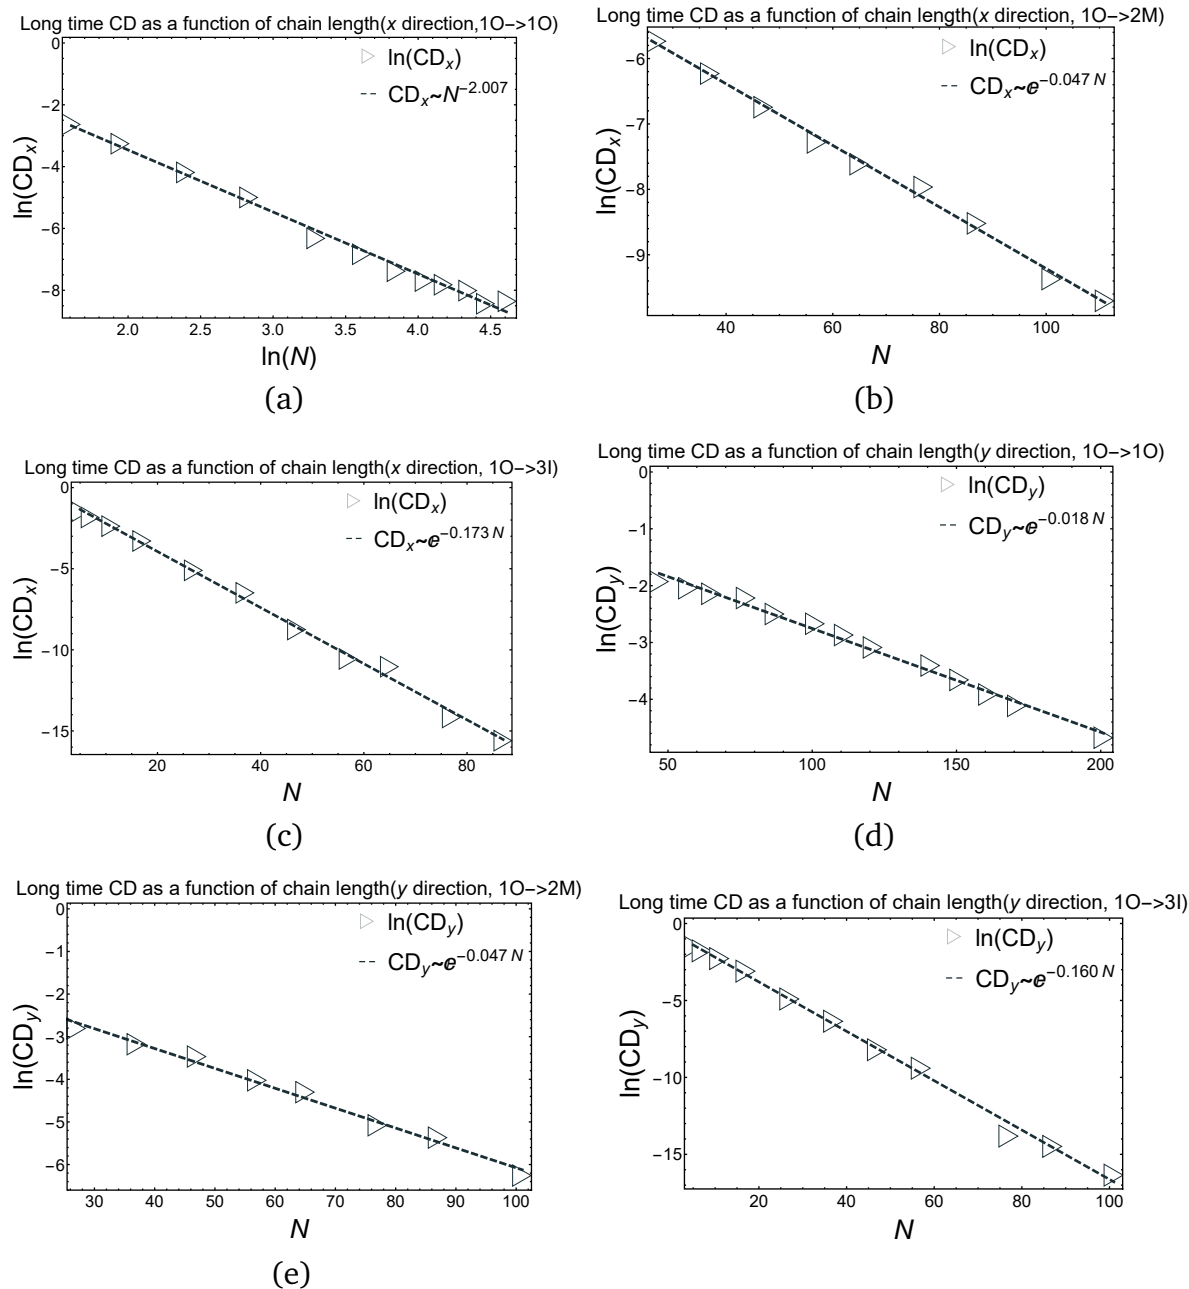 Long time CD as a function of chain length(x direction,1O->1O)
ln(CDx)
CDx~N^-2.007
0
−2
−4
−6
−8
ln(CDx)
2.0 2.5 3.0 3.5 4.0 4.5
ln(N)
(a)
Long time CD as a function of chain length(x direction, 1O->2M)
ln(CDx)
CDx~e^-0.047 N
−6
−7
−8
−9
ln(CDx)
40 60 80 100
N
(b)
Long time CD as a function of chain length(x direction, 1O->3I)
ln(CDx)
CDx~e^-0.173 N
0
−5
−10
−15
ln(CDx)
20 40 60 80
N
(c)
Long time CD as a function of chain length(y direction, 1O->1O)
ln(CDy)
CDy~e^-0.018 N
0
−1
−2
−3
−4
ln(CDy)
50 100 150 200
N
(d)
Long time CD as a function of chain length(y direction, 1O->2M)
ln(CDy)
CDy~e^-0.047 N
0
−1
−2
−3
−4
−5
−6
ln(CDy)
30 40 50 60 70 80 90 100
N
(e)
Long time CD as a function of chain length(y direction, 1O->3I)
ln(CDy)
CDy~e^-0.160 N
0
−5
−10
−15
ln(CDy)
20 40 60 80 100
N